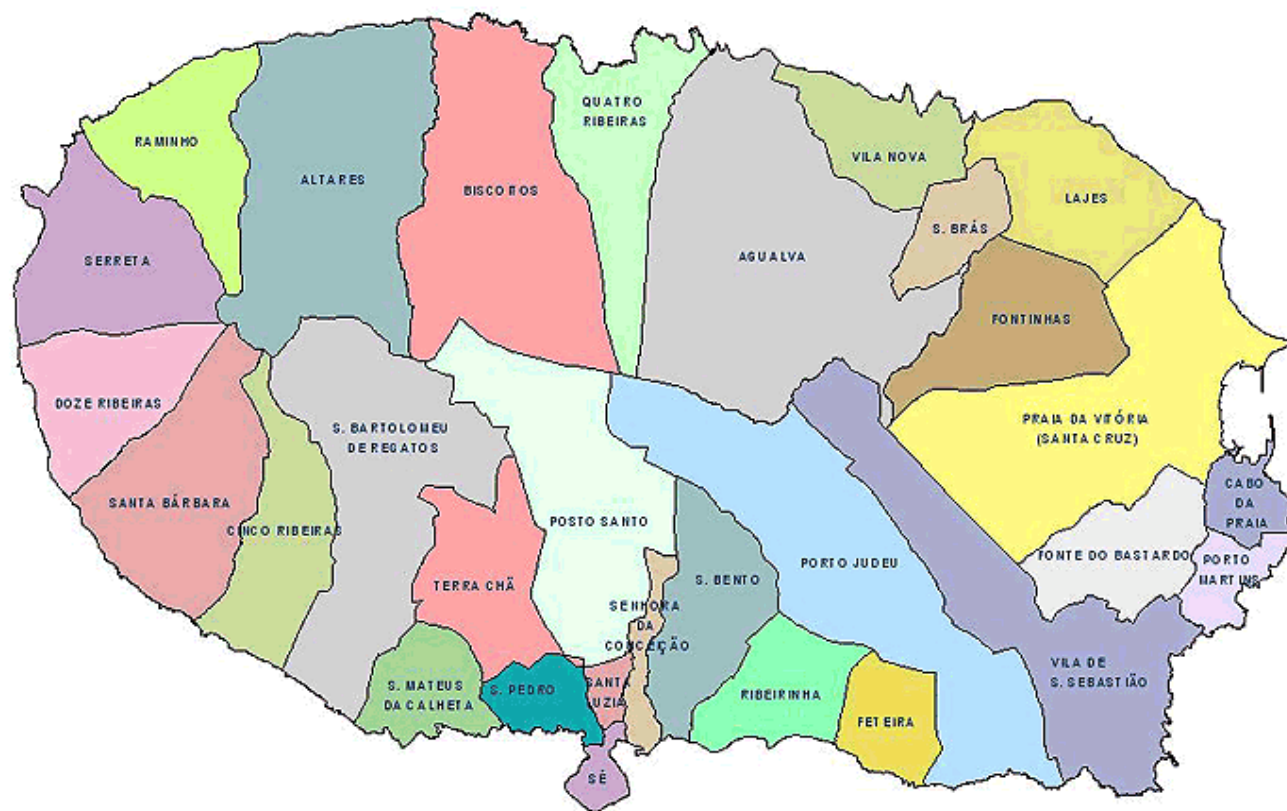 QUATRO
RIBEIRAS
RAMINHO
VILA NOVA
ALTARES
BISCOITOS
LAJES
S. BRÁS
SERRETA
AGUALVA
FONTINHAS
DOZE RIBEIRAS
S. BARTOLOMEU
DE REGATOS
PRAIA DA VITÓRIA
(SANTA CRUZ)
SANTA BÁRBARA
CINCO RIBEIRAS
POSTO SANTO
CABO
DA
PRAIA
FONTE DO BASTARDO
PORTO
MARTINS
TERRA CHÃ
S. BENTO
PORTO JUDEU
SENHORA
DA
CONCEIÇÃO
VILA DE
S. SEBASTIÃO
S. MATEUS
DA CALHETA
S. PEDRO
SANTA
LUZIA
RIBEIRINHA
FETEIRA
SÉ